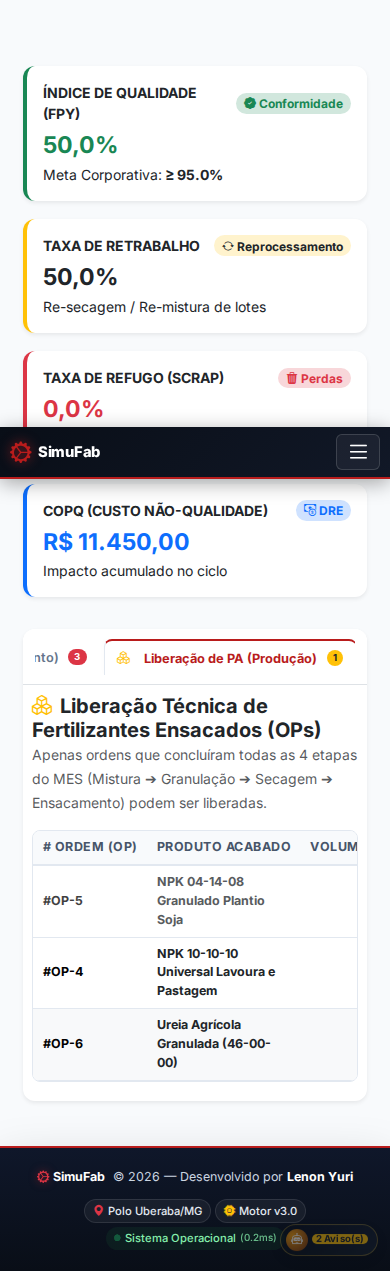 ÍNDICE DE QUALIDADE
(FPY)
Conformidade
50,0%
Meta Corporativa: ≥ 95.0%
TAXA DE RETRABALHO
Reprocessamento
50,0%
Re-secagem / Re-mistura de lotes
TAXA DE REFUGO (SCRAP)
Perdas
0,0%
SimuFab
COPQ (CUSTO NÃO-QUALIDADE)
DRE
R$ 11.450,00
Impacto acumulado no ciclo
nto) 3
Liberação de PA (Produção) 1
Liberação Técnica de
Fertilizantes Ensacados (OPs)
Apenas ordens que concluíram todas as 4 etapas
do MES (Mistura ➔ Granulação ➔ Secagem ➔
Ensacamento) podem ser liberadas.
# ORDEM (OP) PRODUTO ACABADO VOLUM
#OP-5
NPK 04-14-08
Granulado Plantio
Soja
#OP-4
NPK 10-10-10
Universal Lavoura e
Pastagem
#OP-6
Ureia Agrícola
Granulada (46-00-
00)
SimuFab © 2026 — Desenvolvido por Lenon Yuri
Polo Uberaba/MG
Motor v3.0
Sistema Operacional (0.2ms)
2 Aviso(s)